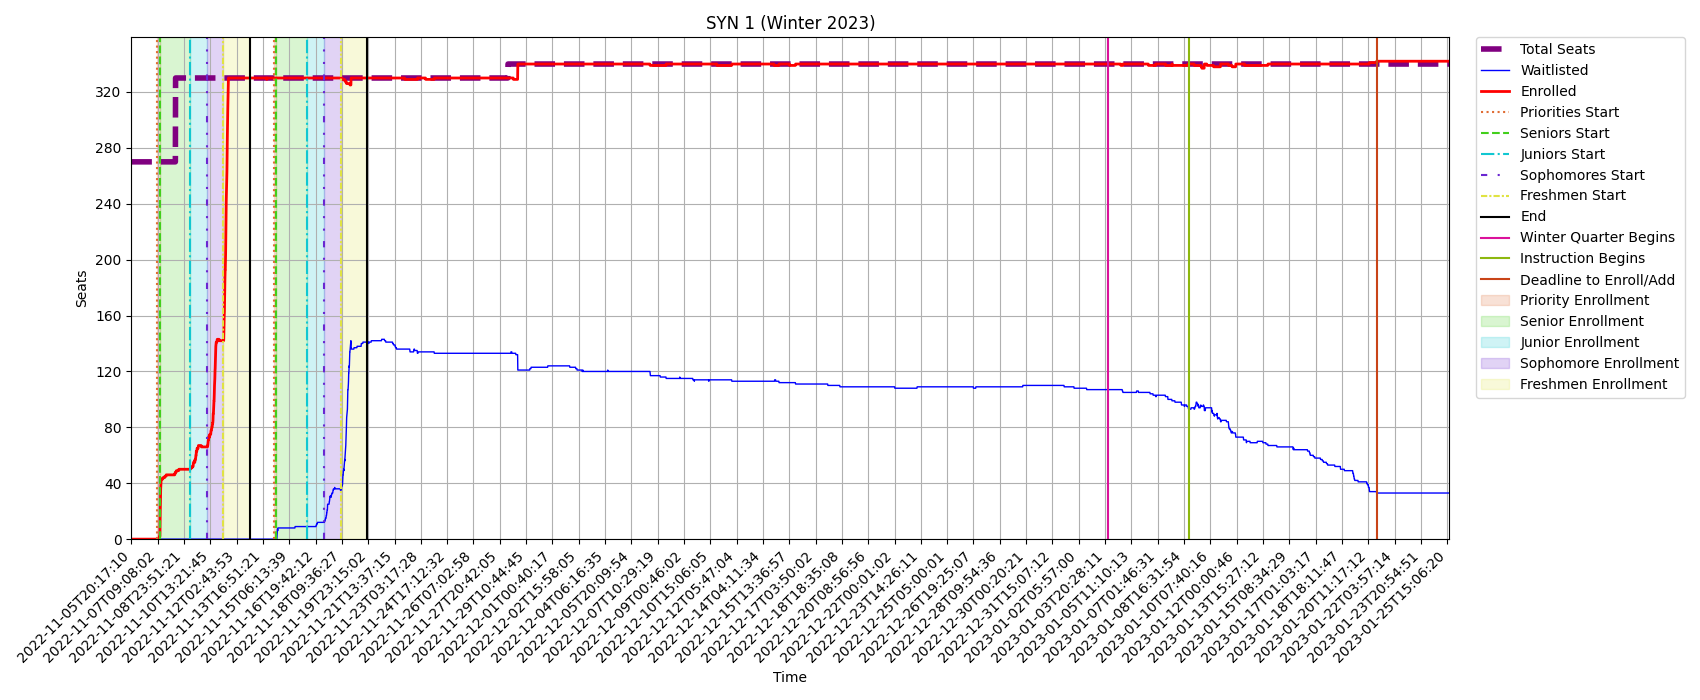 SYN 1 (Winter 2023)
Seats
320
280
240
200
160
120
80
40
0
2022-11-05T20:17:10
2022-11-07T09:08:02
2022-11-08T23:51:21
2022-11-10T13:21:45
2022-11-12T02:43:53
2022-11-13T16:51:23
2022-11-15T06:13:39
2022-11-16T19:42:12
2022-11-18T09:36:27
2022-11-19T23:15:02
2022-11-21T13:37:15
2022-11-23T03:17:28
2022-11-24T17:12:32
2022-11-26T07:02:58
2022-11-27T20:42:05
2022-11-29T10:44:45
2022-12-01T00:40:17
2022-12-02T15:58:05
2022-12-04T06:16:35
2022-12-05T20:09:54
2022-12-07T10:29:19
2022-12-09T00:46:02
2022-12-10T15:06:05
2022-12-12T05:47:04
2022-12-14T04:11:34
2022-12-15T13:36:57
2022-12-17T03:50:02
2022-12-18T18:35:08
2022-12-20T08:56:56
2022-12-22T00:01:02
2022-12-23T14:26:11
2022-12-25T05:00:01
2022-12-26T19:25:07
2022-12-28T09:54:36
2022-12-30T00:20:21
2022-12-31T15:07:12
2023-01-02T05:57:00
2023-01-03T20:28:11
2023-01-05T11:10:13
2023-01-07T01:46:31
2023-01-08T16:31:54
2023-01-10T07:40:16
2023-01-12T00:00:46
2023-01-13T15:27:12
2023-01-15T08:34:29
2023-01-17T01:03:17
2023-01-18T18:11:47
2023-01-20T11:17:12
2023-01-22T03:57:14
2023-01-23T20:54:51
2023-01-25T15:06:20
Time
Total Seats
Waitlisted
Enrolled
Priorities Start
Seniors Start
Juniors Start
Sophomores Start
Freshmen Start
End
Winter Quarter Begins
Instruction Begins
Deadline to Enroll/Add
Priority Enrollment
Senior Enrollment
Junior Enrollment
Sophomore Enrollment
Freshmen Enrollment